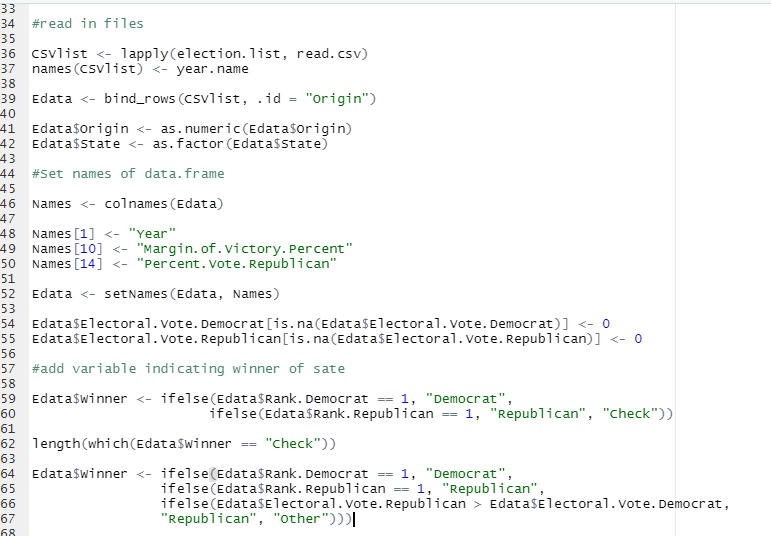 33
34 #read in files
35
36 CSVlist <- lapply(election.list, read.csv)
37 names(CSVlist) <- year.name
38
39 Edata <- bind_rows(CSVlist, .id = "Origin")
40
41 Edata$Origin <- as.numeric(Edata$Origin)
42 Edata$State <- as.factor(Edata$State)
43
44 #Set names of data.frame
45
46 Names <- colnames(Edata)
47
48 Names[1] <- "Year"
49 Names[10] <- "Margin.of.Victory.Percent"
50 Names[14] <- "Percent.Vote.Republican"
51
52 Edata <- setNames(Edata, Names)
53
54 Edata$Electoral.Vote.Democrat[is.na(Edata$Electoral.Vote.Democrat)] <- 0
55 Edata$Electoral.Vote.Republican[is.na(Edata$Electoral.Vote.Republican)] <- 0
56
57 #add variable indicating winner of sate
58
59 Edata$Winner <- ifelse(Edata$Rank.Democrat == 1, "Democrat",
60 ifelse(Edata$Rank.Republican == 1, "Republican", "Check"))
61
62 length(which(Edata$Winner == "Check"))
63
64 Edata$Winner <- ifelse(Edata$Rank.Democrat == 1, "Democrat",
65 ifelse(Edata$Rank.Republican == 1, "Republican",
66 ifelse(Edata$Electoral.Vote.Republican > Edata$Electoral.Vote.Democrat,
67 "Republican", "Other")))
68